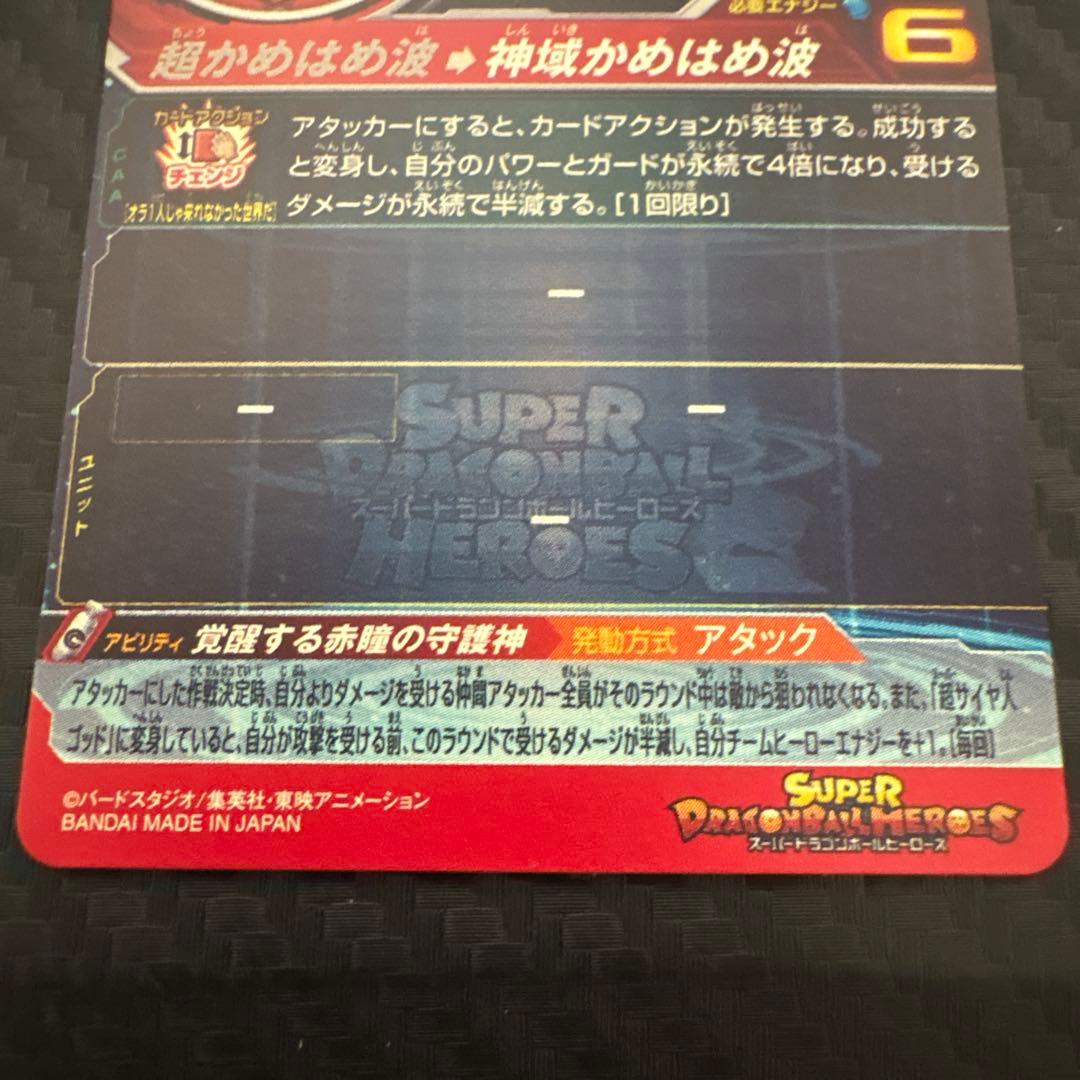 必要エナジー
6
超かめはめ波➡神域かめはめ波
カードアクション
チェンジ
[オラ1人じゃ来れなかった世界だ]
CAA
アタッカーにすると、カードアクションが発生する。成功する
と変身し、自分のパワーとガードが永続で4倍になり、受ける
ダメージが永続で半減する。[1回限り]
ー
ー
ー
ー
ユニット
SUPER
DRAGONBALL
スーパードラゴンボールヒーローズ
HEROES
アビリティ 覚醒する赤瞳の守護神 発動方式 アタック
アタッカーにした作戦決定時、自分よりダメージを受ける仲間アタッカー全員がそのラウンド中は敵から狙われなくなる。また、「超サイヤ人
ゴッド」に変身していると、自分が攻撃を受ける前、このラウンドで受けるダメージが半減し、自分チームヒーローエナジーを+1。[毎回]
©バードスタジオ/集英社・東映アニメーション
BANDAI MADE IN JAPAN
SUPER
DRAGONBALL HEROES
スーパードラゴンボールヒーローズ